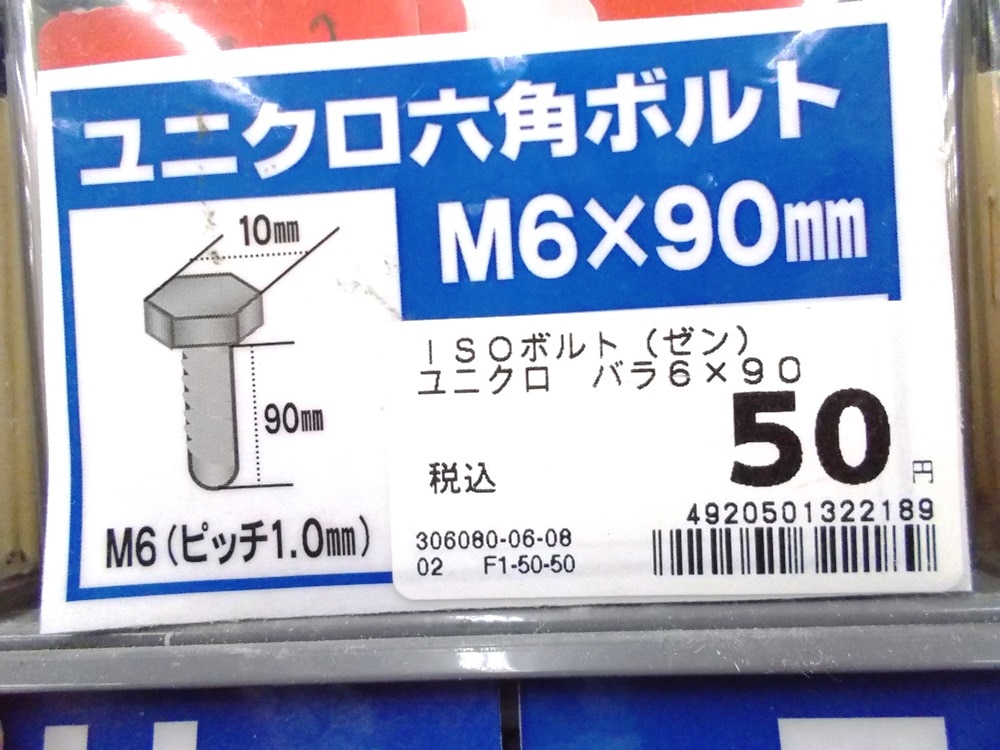 ユニクロ六角ボルト
M6×90mm
10mm
90mm
M6(ピッチ1.0mm)
ISOボルト(ゼン)
ユニクロ バラ6×90
50円
税込
4920501322189
306080-06-08
02 F1-50-50